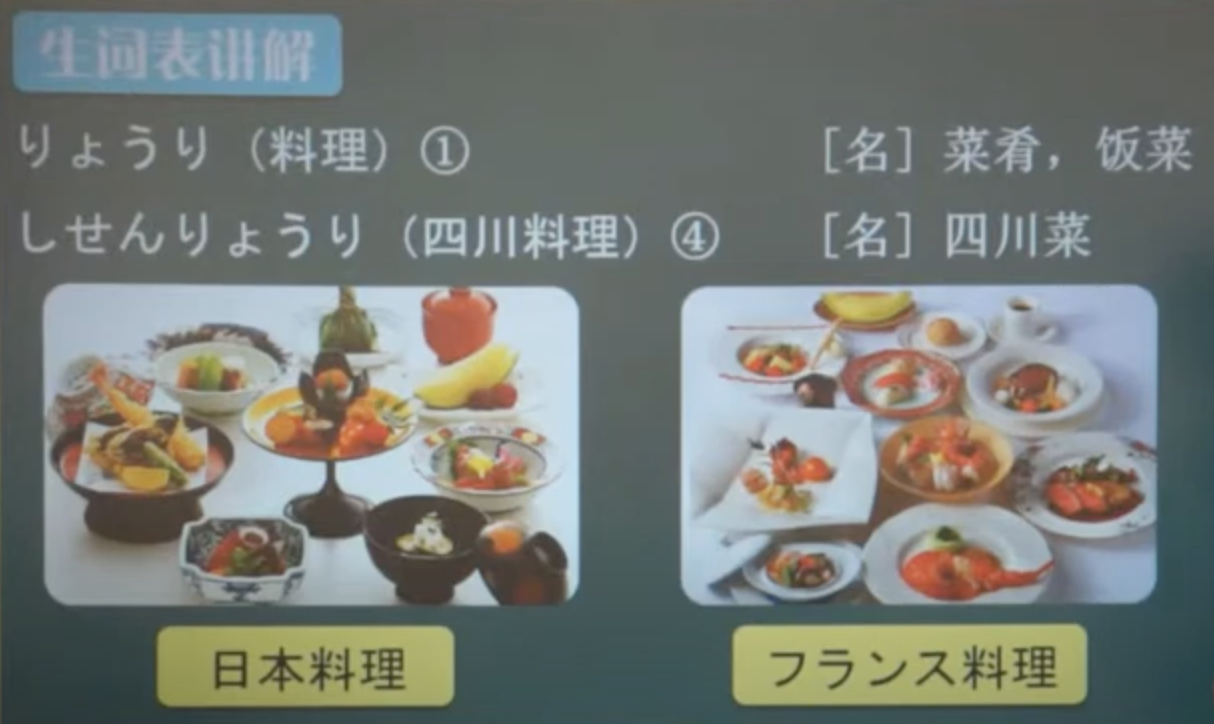 生词表讲解
りょうり（料理）① ［名］菜肴，饭菜
しせんりょうり（四川料理）④ ［名］四川菜
日本料理 フランス料理